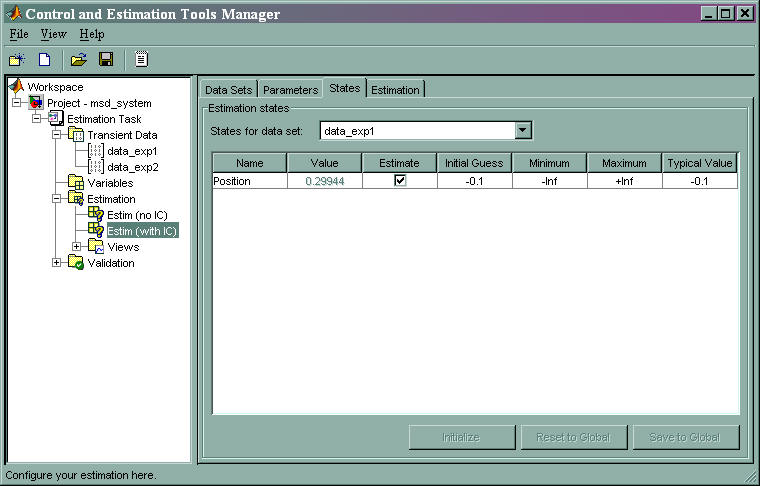 Control and Estimation Tools Manager
File View Help
Workspace
Project - msd_system
Estimation Task
Transient Data
data_exp1
data_exp2
Variables
Estimation
Estim (no IC)
Estim (with IC)
Views
Validation
Data Sets Parameters States Estimation
Estimation states
States for data set: data_exp1
Name Value Estimate Initial Guess Minimum Maximum Typical Value
Position 0.29944 -0.1 -Inf +Inf -0.1
Initialize Reset to Global Save to Global
Configure your estimation here.